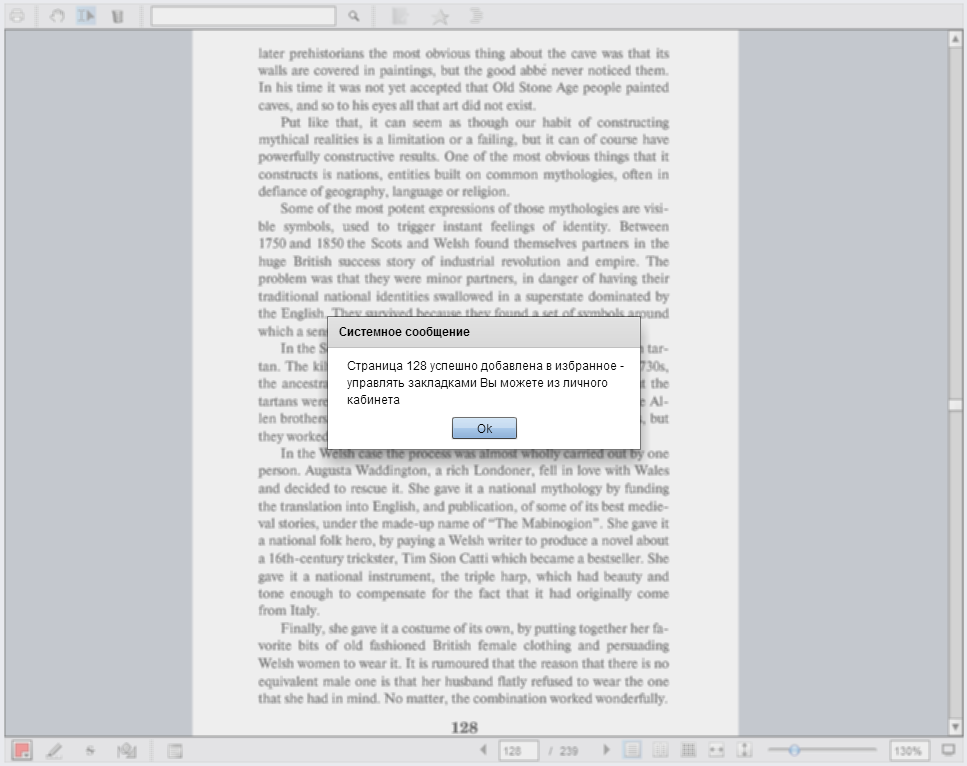 later prehistorians the most obvious thing about the cave was that its
walls are covered in paintings, but the good abbé never noticed them.
In his time it was not yet accepted that Old Stone Age people painted
caves, and so to his eyes all that art did not exist.
Put like that, it can seem as though our habit of constructing
mythical realities is a limitation or a failing, but it can of course have
powerfully constructive results. One of the most obvious things that it
constructs is nations, entities built on common mythologies, often in
defiance of geography, language or religion.
Some of the most potent expressions of those mythologies are visi-
ble symbols, used to trigger instant feelings of identity. Between
1750 and 1850 the Scots and Welsh found themselves partners in the
huge British success story of industrial revolution and empire. The
problem was that they were minor partners, in danger of having their
traditional national identities swallowed in a superstate dominated by
the English. They survived because they found a set of symbols around
which a sen
In the S tar-
tan. The kil 730s,
the ancestra t the
tartans were e Al-
len brothers , but
they worked
Системное сообщение
Страница 128 успешно добавлена в избранное -
управлять закладками Вы можете из личного
кабинета
Ok
In the Welsh case the process was almost wholly carried out by one
person. Augusta Waddington, a rich Londoner, fell in love with Wales
and decided to rescue it. She gave it a national mythology by funding
the translation into English, and publication, of some of its best medie-
val stories, under the made-up name of “The Mabinogion”. She gave it
a national folk hero, by paying a Welsh writer to produce a novel about
a 16th-century trickster, Tim Sion Catti which became a bestseller. She
gave it a national instrument, the triple harp, which had beauty and
tone enough to compensate for the fact that it had originally come
from Italy.
Finally, she gave it a costume of its own, by putting together her fa-
vorite bits of old fashioned British female clothing and persuading
Welsh women to wear it. It is rumoured that the reason that there is no
equivalent male one is that her husband flatly refused to wear the one
that she had in mind. No matter, the combination worked wonderfully.
128
128 / 239 130%